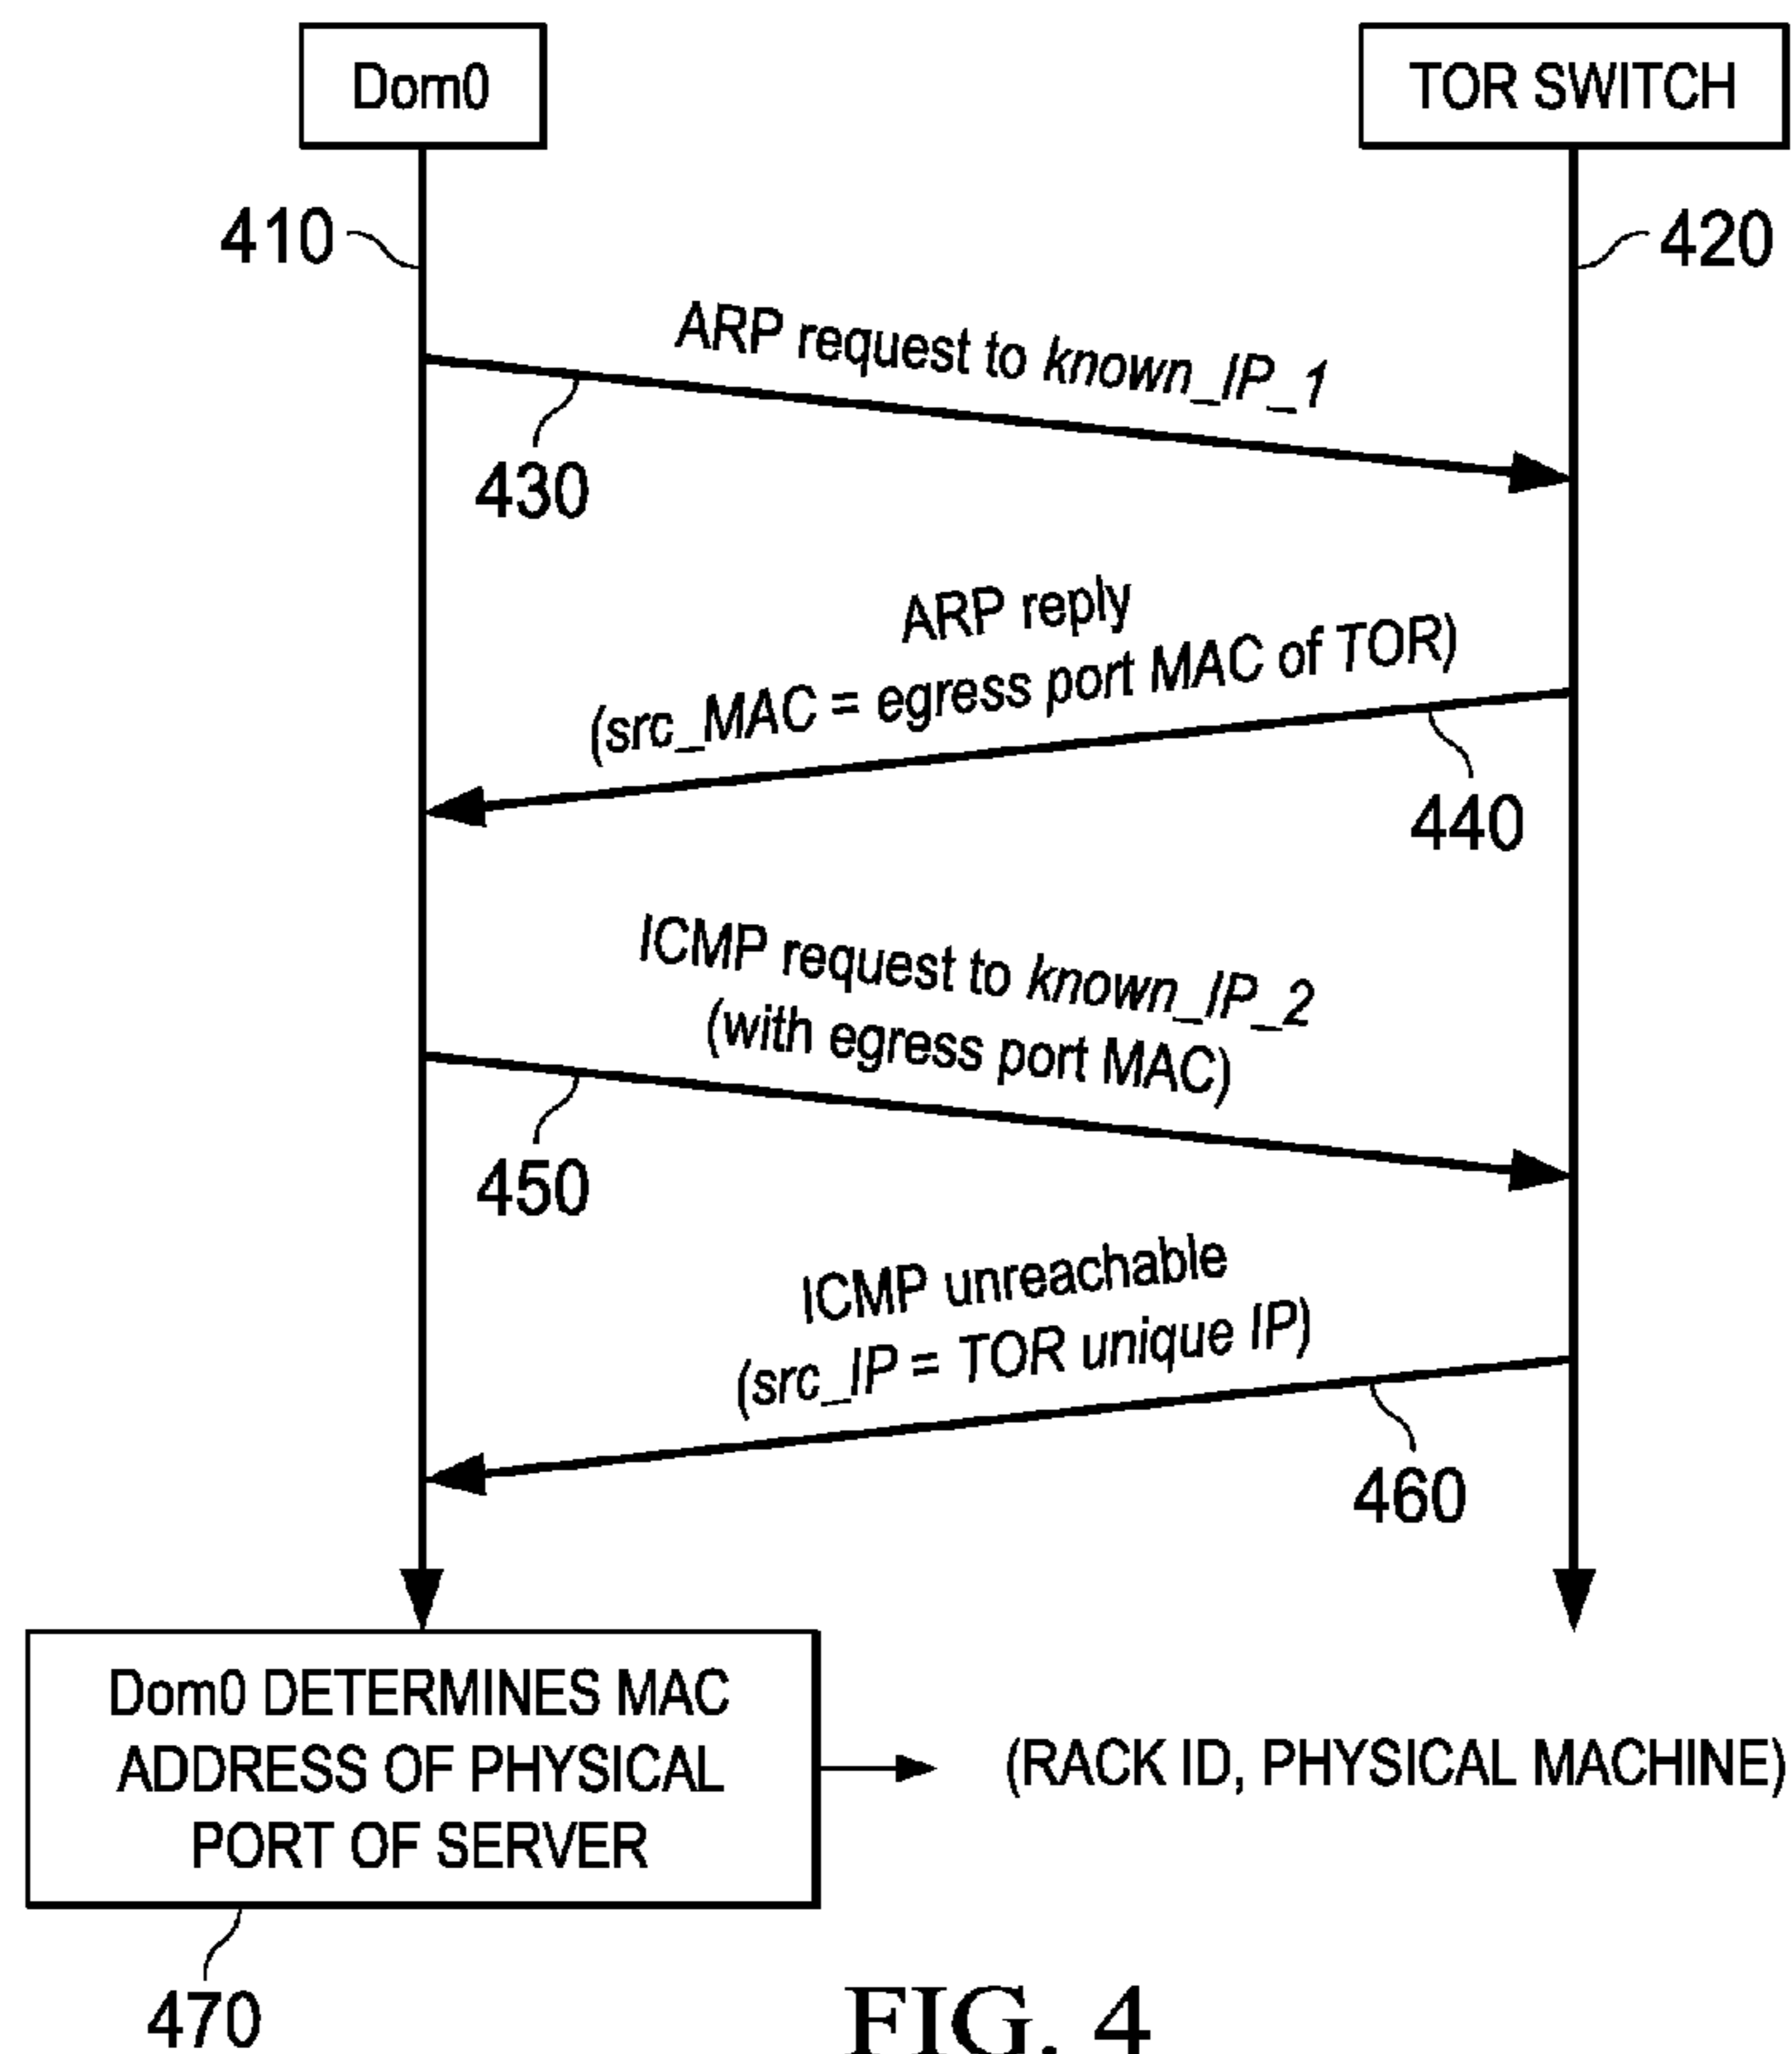 Dom0
TOR SWITCH
410
420
ARP request to known_IP_1
430
ARP reply
(src_MAC = egress port MAC of TOR)
440
ICMP request to known_IP_2
(with egress port MAC)
450
ICMP unreachable
(src_IP = TOR unique IP)
460
Dom0 DETERMINES MAC
ADDRESS OF PHYSICAL
PORT OF SERVER
(RACK ID, PHYSICAL MACHINE)
470
FIG. 4